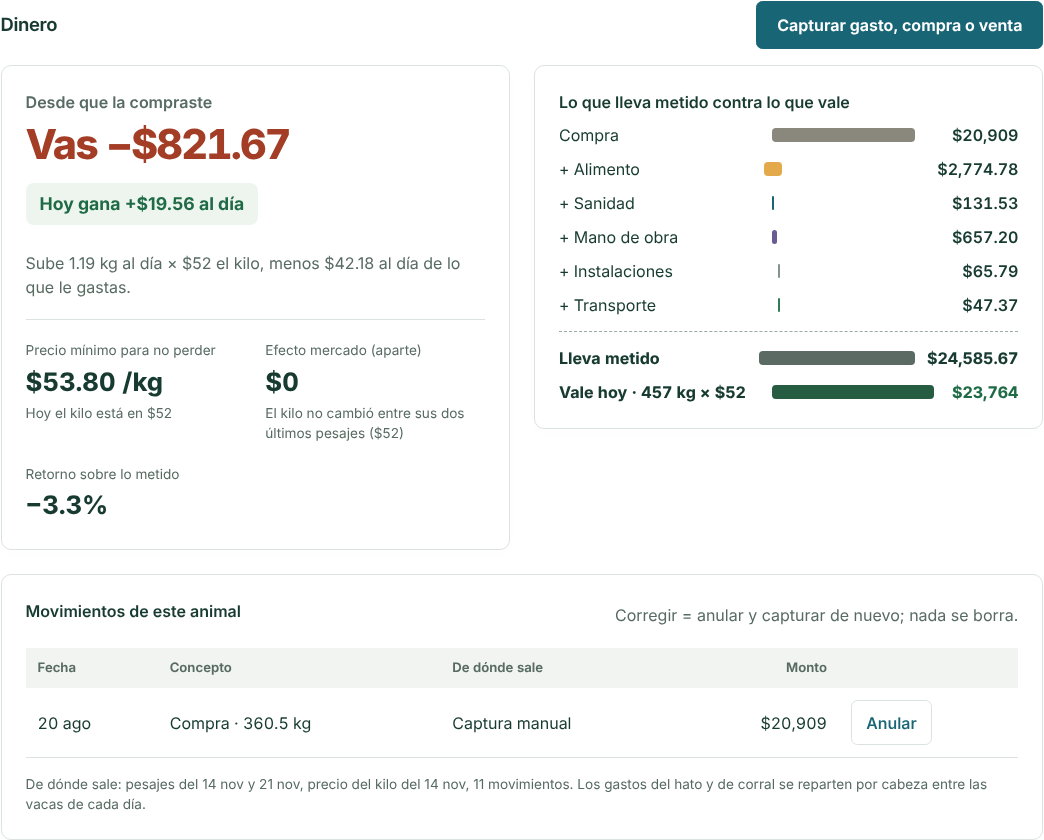 Dinero
Capturar gasto, compra o venta
Desde que la compraste
Vas −$821.67
Hoy gana +$19.56 al día
Sube 1.19 kg al día × $52 el kilo, menos $42.18 al día de lo
que le gastas.
Precio mínimo para no perder
$53.80 /kg
Hoy el kilo está en $52
Efecto mercado (aparte)
$0
El kilo no cambió entre sus dos
últimos pesajes ($52)
Retorno sobre lo metido
−3.3%
Lo que lleva metido contra lo que vale
Compra $20,909
+ Alimento $2,774.78
+ Sanidad $131.53
+ Mano de obra $657.20
+ Instalaciones $65.79
+ Transporte $47.37
Lleva metido $24,585.67
Vale hoy · 457 kg × $52 $23,764
Movimientos de este animal
Corregir = anular y capturar de nuevo; nada se borra.
Fecha Concepto De dónde sale Monto
20 ago Compra · 360.5 kg Captura manual $20,909 Anular
De dónde sale: pesajes del 14 nov y 21 nov, precio del kilo del 14 nov, 11 movimientos. Los gastos del hato y de corral se reparten por cabeza entre las
vacas de cada día.